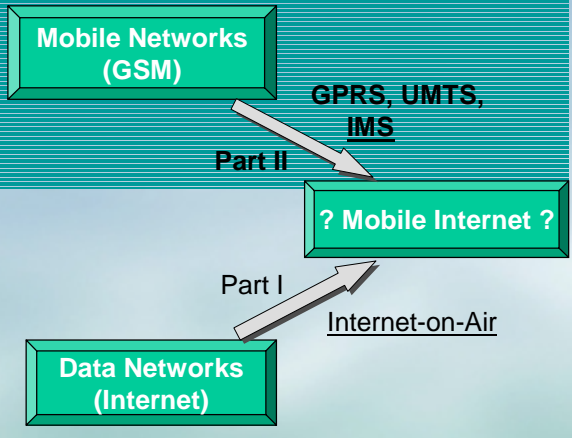 Mobile Networks
(GSM)
GPRS, UMTS,
IMS
Part II
? Mobile Internet ?
Part I
Internet-on-Air
Data Networks
(Internet)